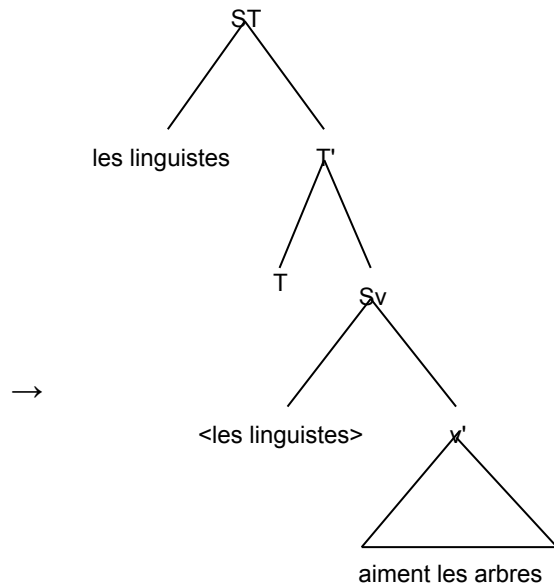 ST
les linguistes T'
T Sv
→
<les linguistes> v'
aiment les arbres